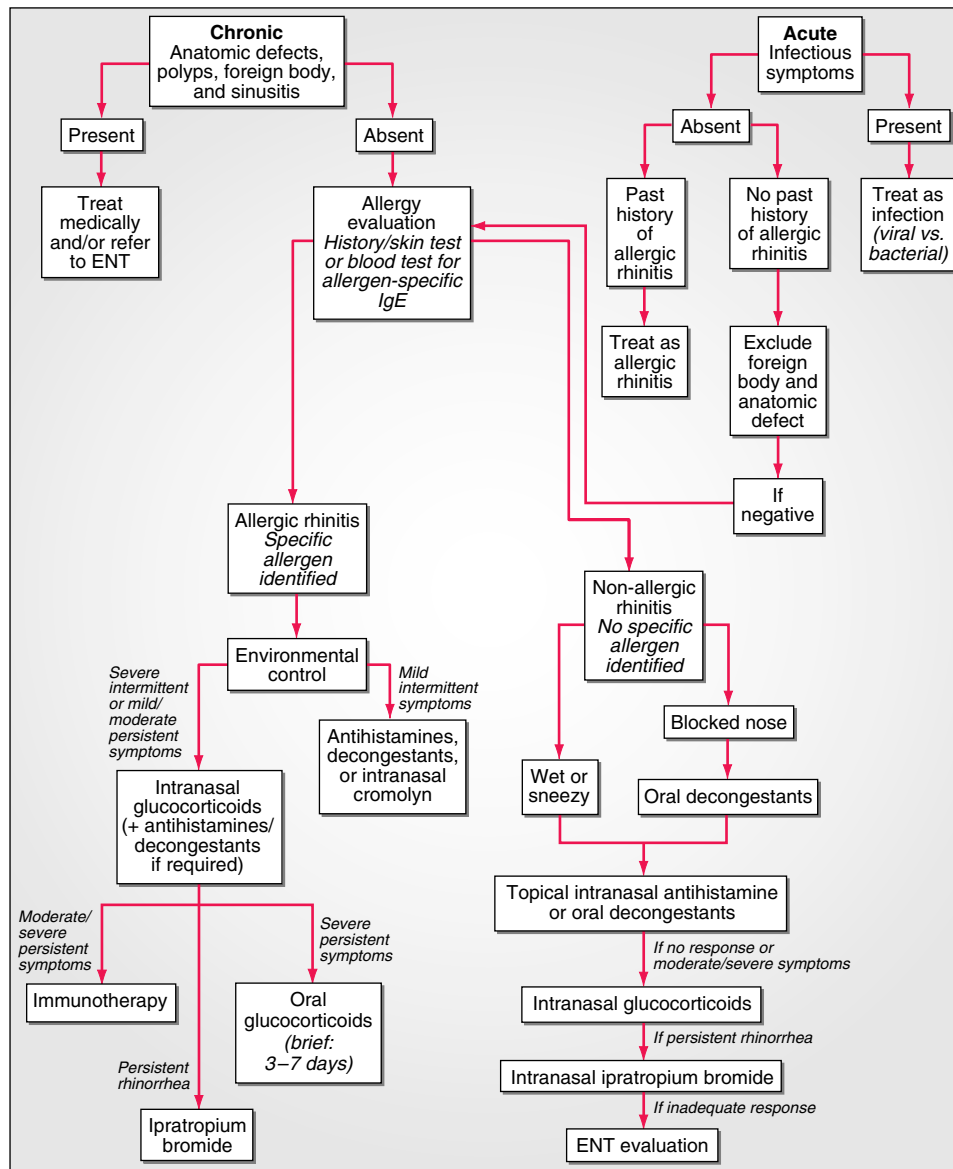 Chronic
Anatomic defects,
polyps, foreign body,
and sinusitis
Present
Absent
Treat
medically
and/or refer
to ENT
Allergy
evaluation
History/skin test
or blood test for
allergen-specific
IgE
Acute
Infectious
symptoms
Absent
Present
Past
history
of
allergic
rhinitis
No past
history
of allergic
rhinitis
Treat as
infection
(viral vs.
bacterial)
Treat as
allergic
rhinitis
Exclude
foreign
body and
anatomic
defect
If
negative
Allergic rhinitis
Specific
allergen
identified
Environmental
control
Severe
intermittent
or mild/
moderate
persistent
symptoms
Mild
intermittent
symptoms
Antihistamines,
decongestants,
or intranasal
cromolyn
Intranasal
glucocorticoids
(+ antihistamines/
decongestants
if required)
Moderate/
severe
persistent
symptoms
Severe
persistent
symptoms
Immunotherapy
Oral
glucocorticoids
(brief:
3–7 days)
Persistent
rhinorrhea
Ipratropium
bromide
Non-allergic
rhinitis
No specific
allergen
identified
Blocked nose
Wet or
sneezy
Oral decongestants
Topical intranasal antihistamine
or oral decongestants
If no response or
moderate/severe symptoms
Intranasal glucocorticoids
If persistent rhinorrhea
Intranasal ipratropium bromide
If inadequate response
ENT evaluation